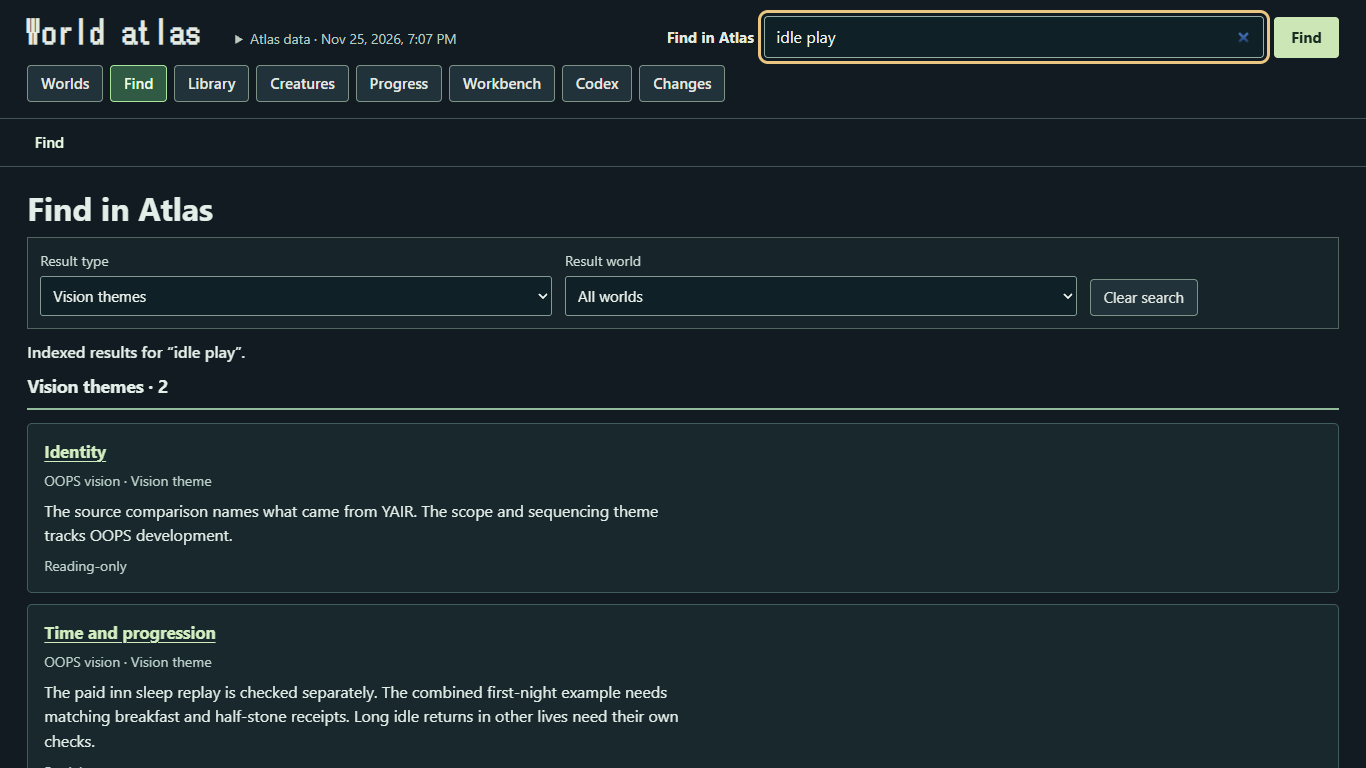 World atlas
▶ Atlas data · Nov 25, 2026, 7:07 PM
Find in Atlas
idle play
Find
Worlds
Find
Library
Creatures
Progress
Workbench
Codex
Changes
Find
Find in Atlas
Result type
Result world
Vision themes
All worlds
Clear search
Indexed results for “idle play”.
Vision themes · 2
Identity
OOPS vision · Vision theme
The source comparison names what came from YAIR. The scope and sequencing theme
tracks OOPS development.
Reading-only
Time and progression
OOPS vision · Vision theme
The paid inn sleep replay is checked separately. The combined first-night example needs
matching breakfast and half-stone receipts. Long idle returns in other lives need their own
checks.